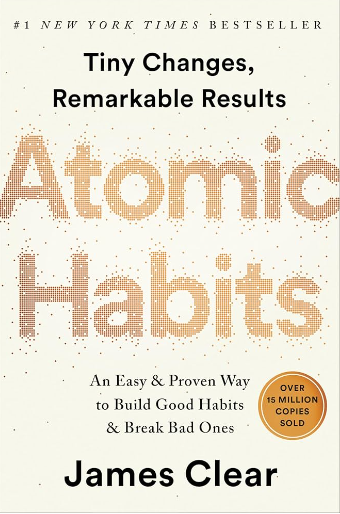 #1 NEW YORK TIMES BESTSELLER
Tiny Changes,
Remarkable Results
Atomic
Habits
An Easy & Proven Way
to Build Good Habits
& Break Bad Ones
OVER
15 MILLION
COPIES
SOLD
James Clear